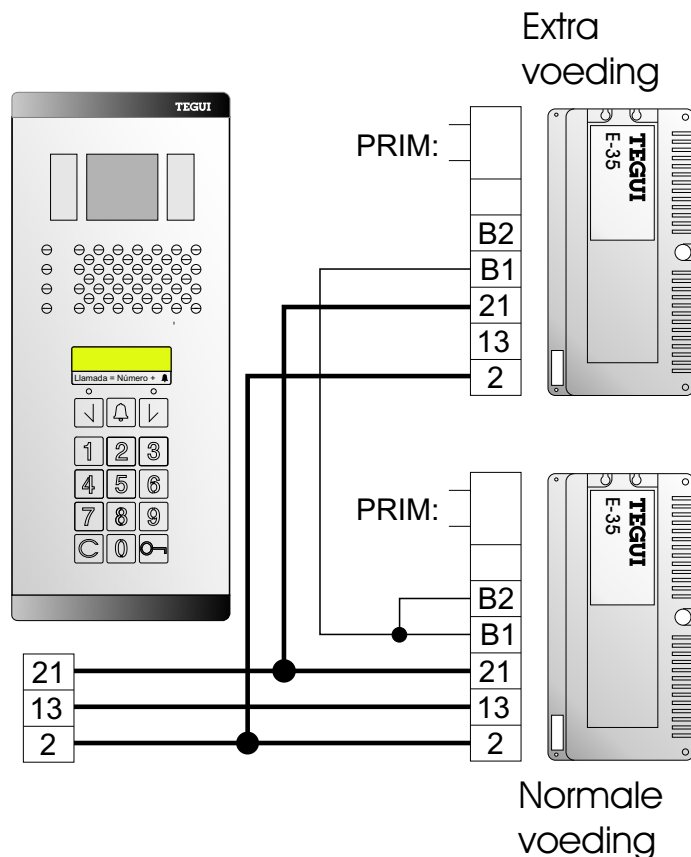 Extra
voeding
TEGUI
Llamada = Número +
1 2 3
4 5 6
7 8 9
C 0
PRIM:
B2
B1
21
13
2
TEGUI
E-35
PRIM:
B2
B1
21
13
2
TEGUI
E-35
21
13
2
Normale
voeding